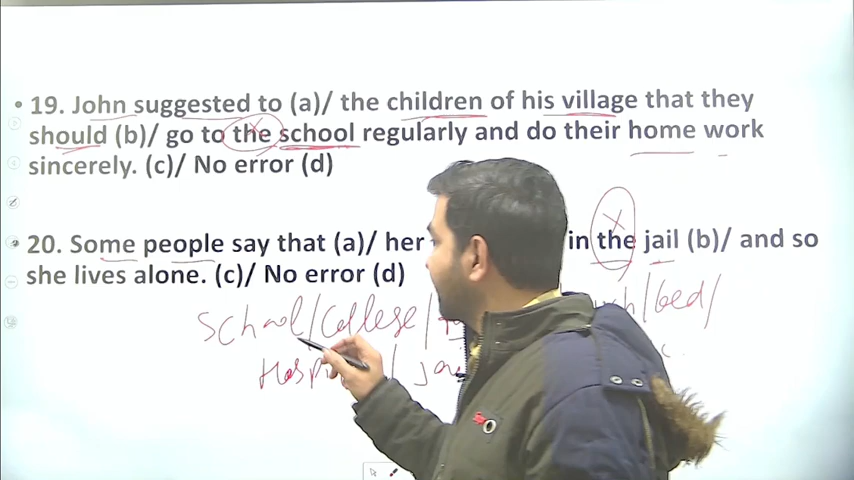 • 19. John suggested to (a)/ the children of his village that they
should (b)/ go to the school regularly and do their home work
sincerely. (c)/ No error (d)
20. Some people say that (a)/ her in the jail (b)/ and so
she lives alone. (c)/ No error (d)
School/College/ /bed/